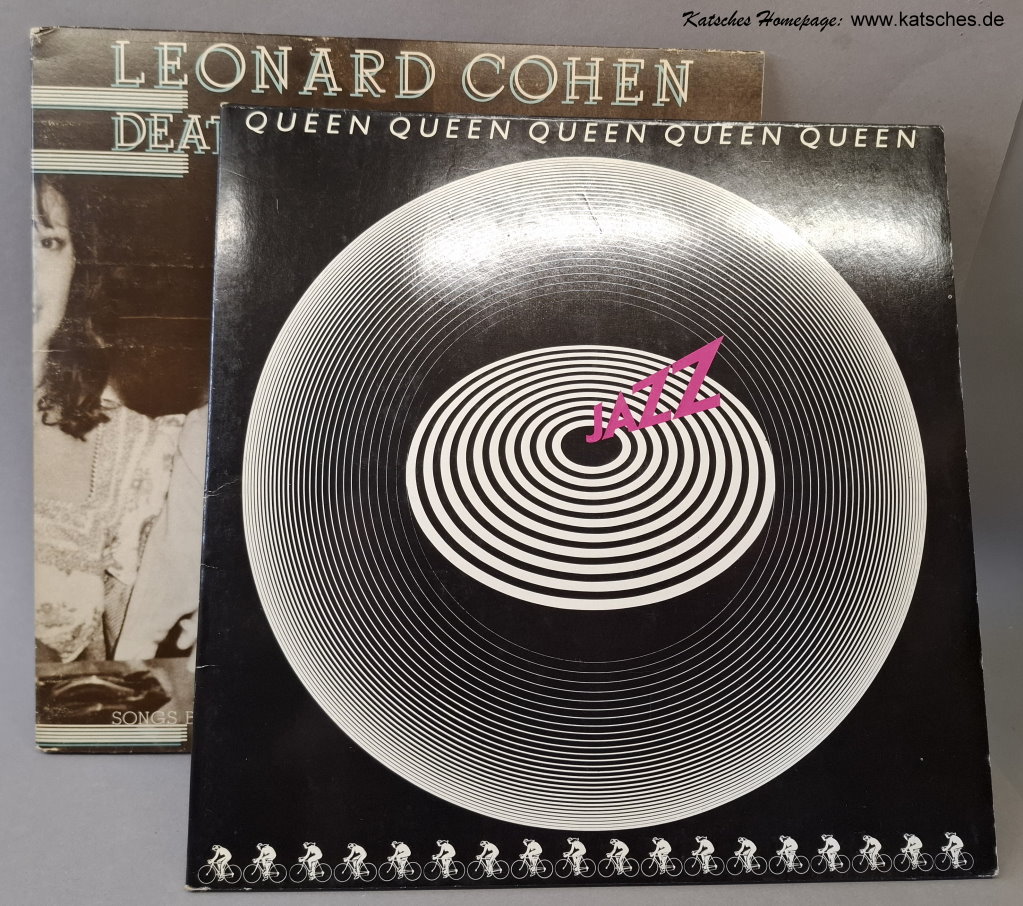 Katsches Homepage: www.katsches.de
LEONARD COHEN
DEAT
SONGS
QUEEN QUEEN QUEEN QUEEN QUEEN
JAZZ